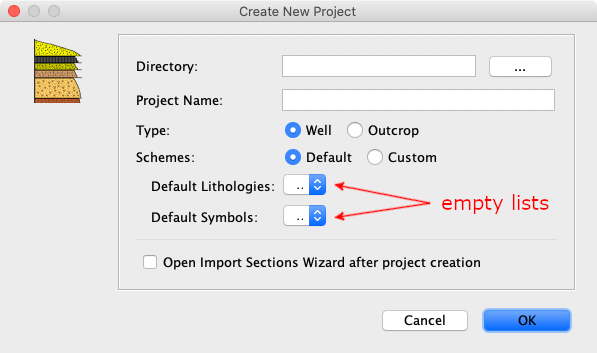 Create New Project
Directory: ...
Project Name:
Type: Well Outcrop
Schemes: Default Custom
Default Lithologies: ..
empty lists
Default Symbols: ..
Open Import Sections Wizard after project creation
Cancel OK